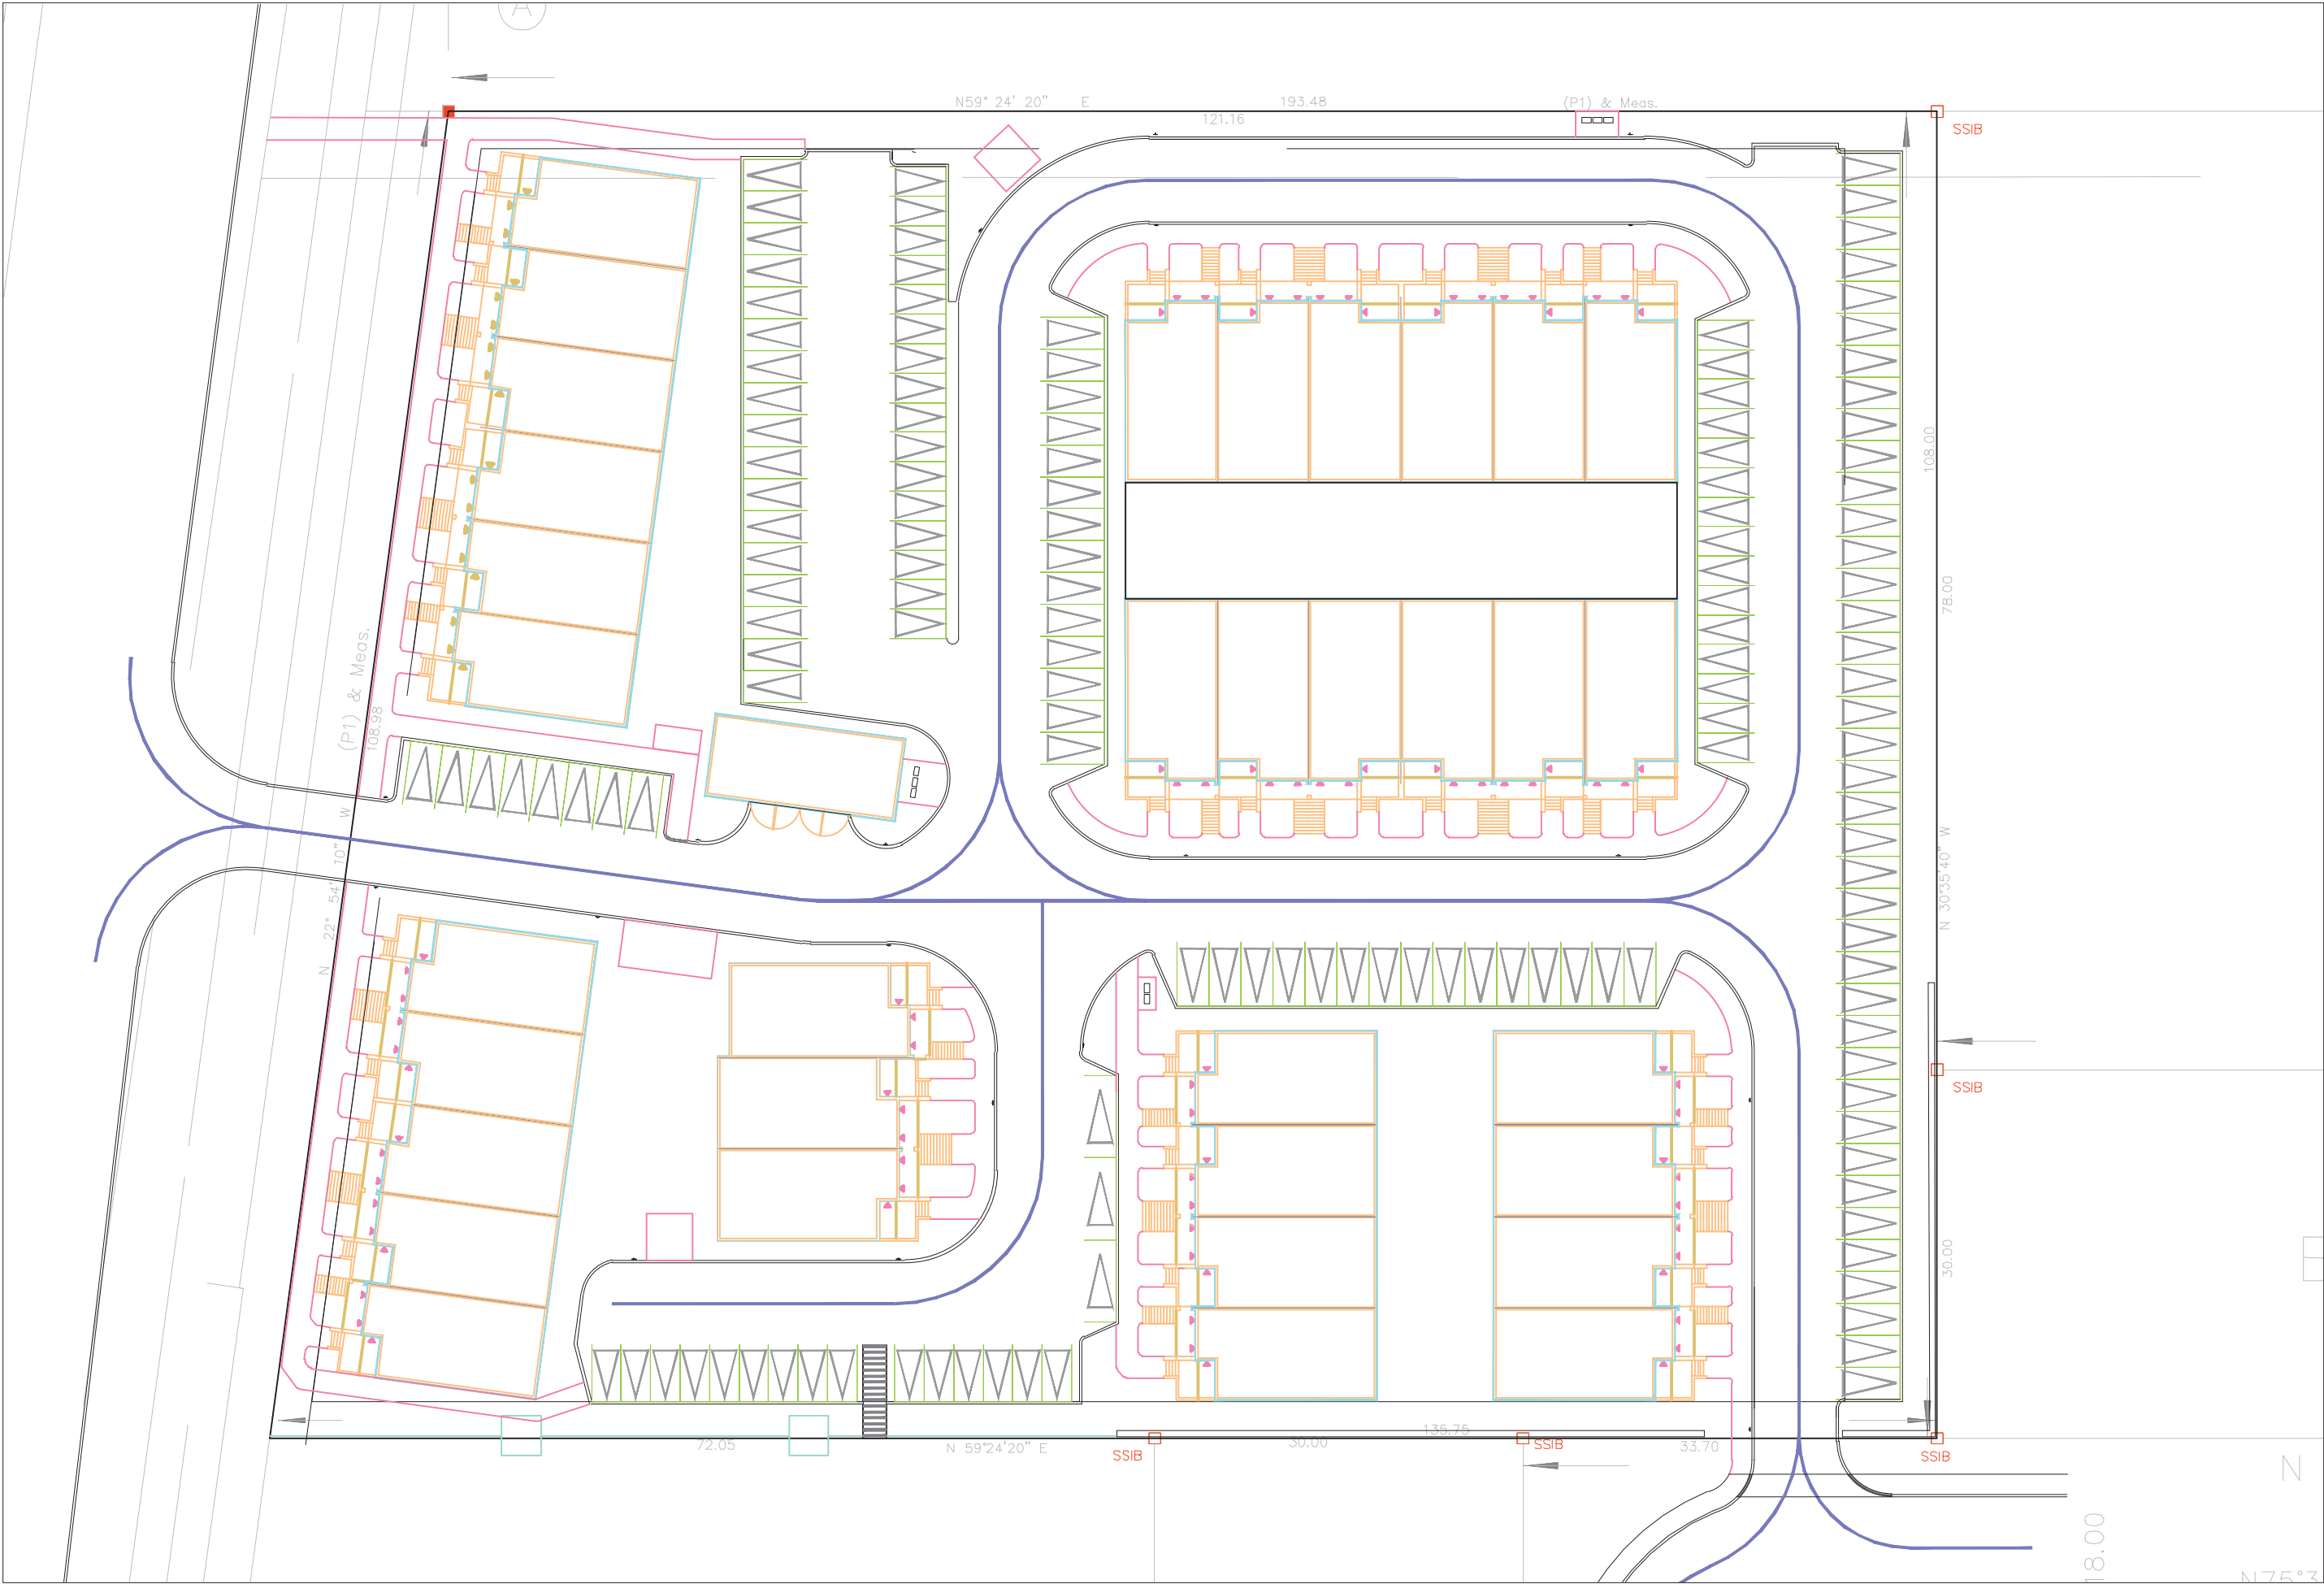 A
N59° 24' 20" E 193.48 (P1) & Meas.
121.16
SSIB
108.00
78.00
(P1) & Meas.
108.98
N 22° 54' 10" W
N 30°35'40" W
SSIB
30.00
72.05
N 59°24'20" E
SSIB
30.00
135.75
SSIB
33.70
SSIB
N
18.00